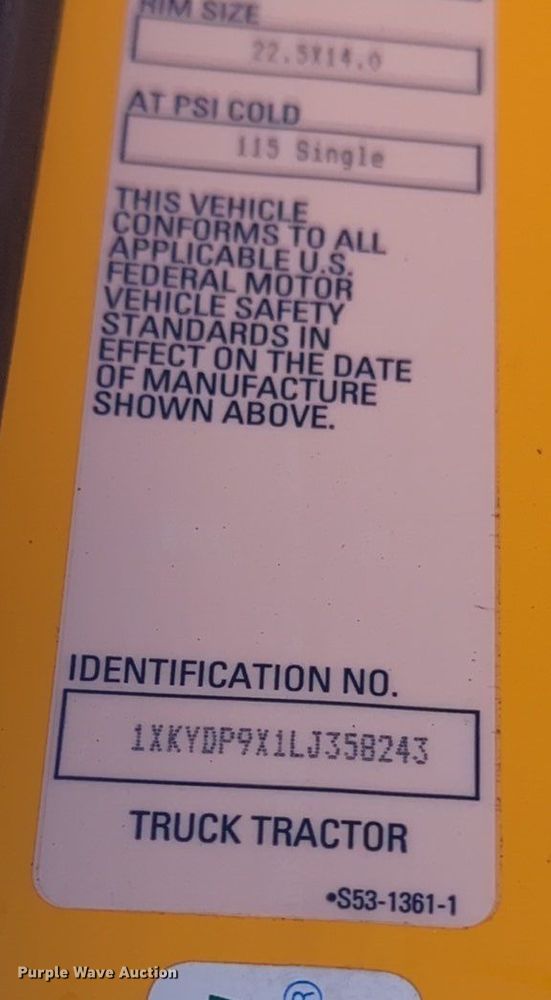 RIM SIZE
22.5X14.0
AT PSI COLD
115 Single
THIS VEHICLE
CONFORMS TO ALL
APPLICABLE U.S.
FEDERAL MOTOR
VEHICLE SAFETY
STANDARDS IN
EFFECT ON THE DATE
OF MANUFACTURE
SHOWN ABOVE.
IDENTIFICATION NO.
1XKYDP9X1LJ358243
TRUCK TRACTOR
•S53-1361-1
Purple Wave Auction
®